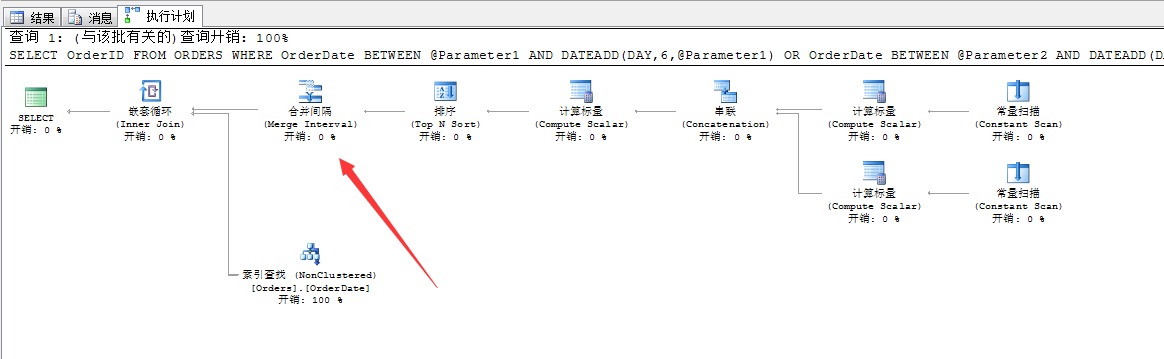 结果 消息 执行计划
查询 1: (与该批有关的)查询开销: 100%
SELECT OrderID FROM ORDERS WHERE OrderDate BETWEEN @Parameter1 AND DATEADD(DAY,6,@Parameter1) OR OrderDate BETWEEN @Parameter2 AND DATEADD(D
SELECT
开销: 0 %
嵌套循环
(Inner Join)
开销: 0 %
合并间隔
(Merge Interval)
开销: 0 %
排序
(Top N Sort)
开销: 0 %
计算标量
(Compute Scalar)
开销: 0 %
串联
(Concatenation)
开销: 0 %
计算标量
(Compute Scalar)
开销: 0 %
常量扫描
(Constant Scan)
开销: 0 %
计算标量
(Compute Scalar)
开销: 0 %
常量扫描
(Constant Scan)
开销: 0 %
索引查找 (NonClustered)
[Orders].[OrderDate]
开销: 100 %